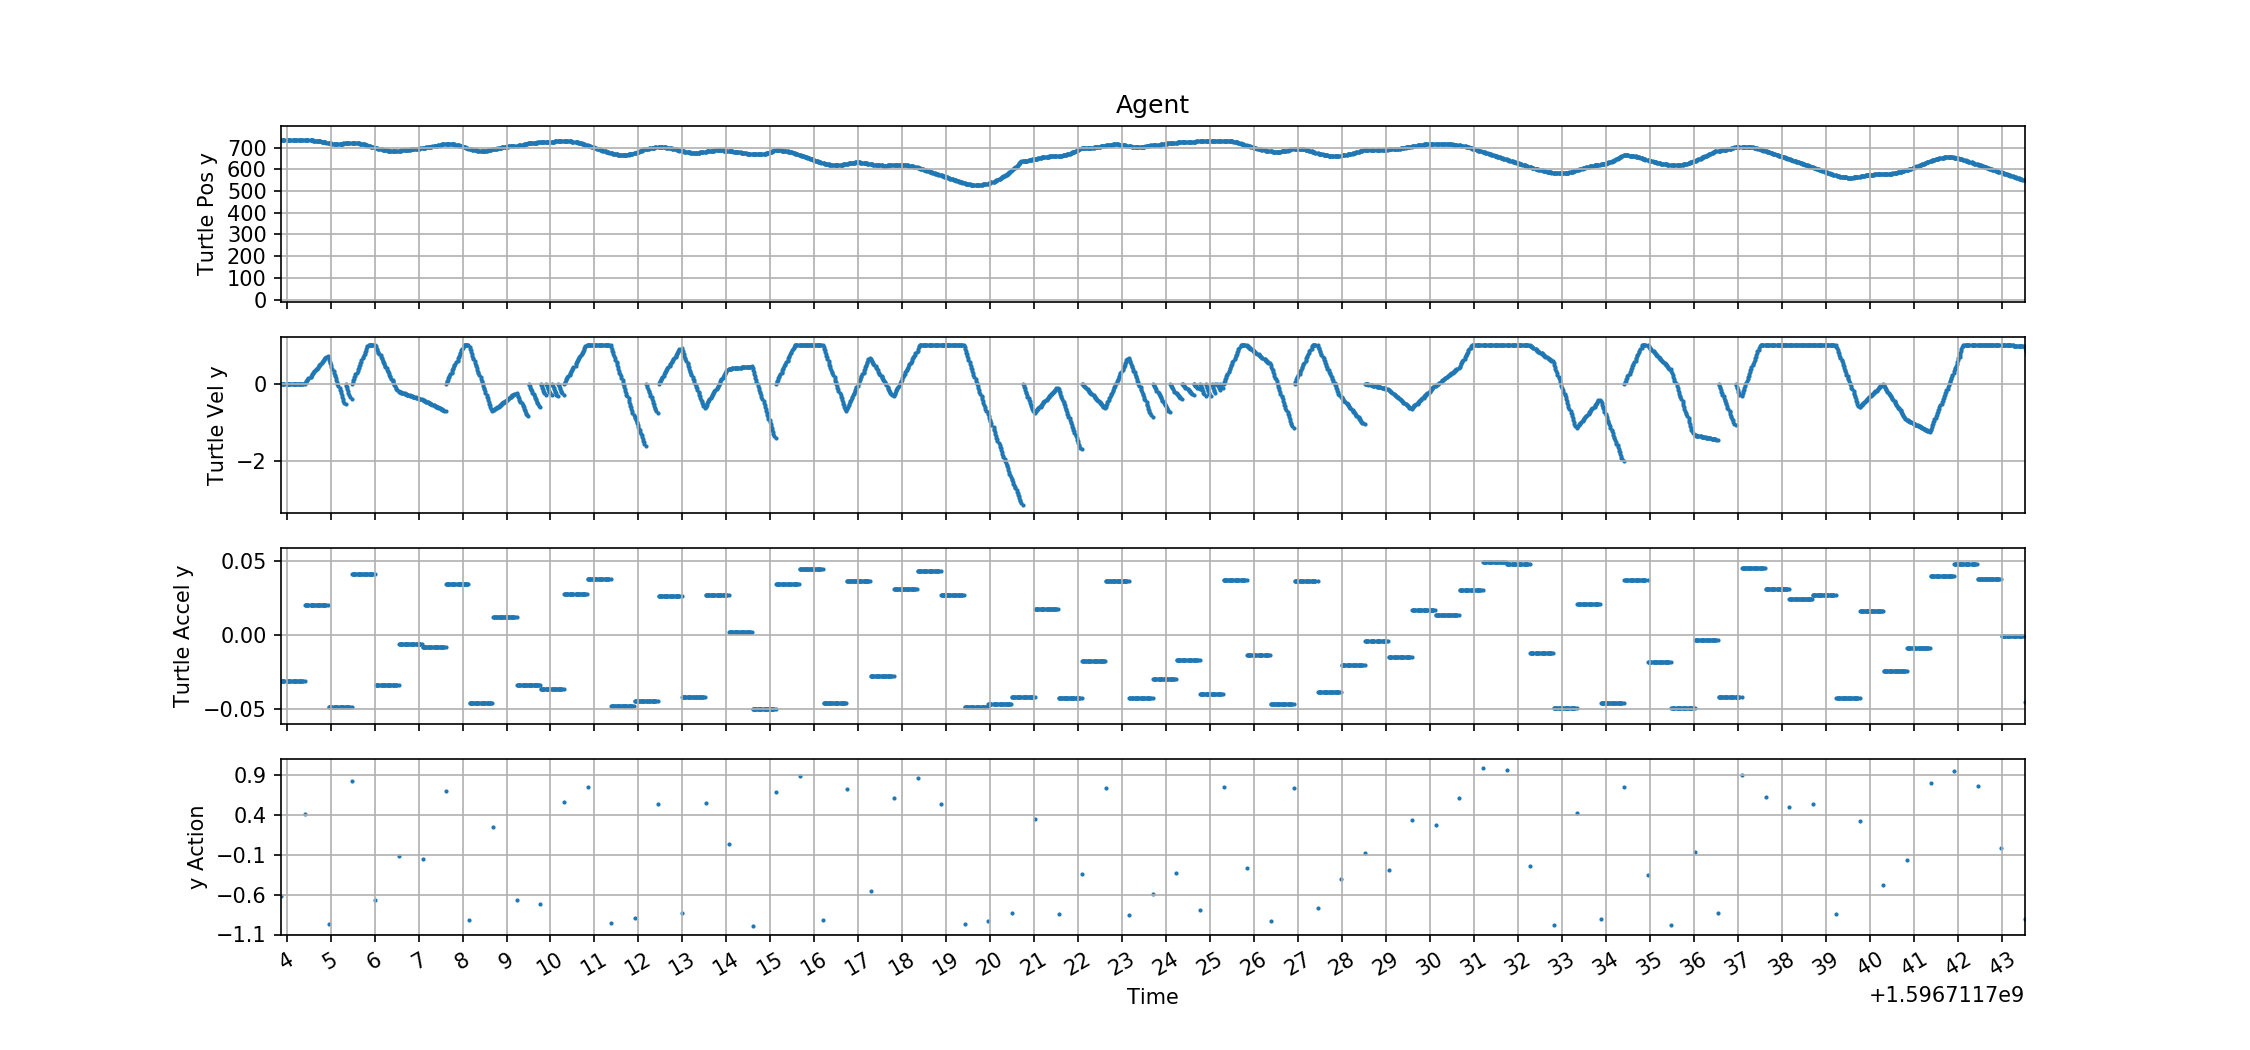 Agent
Turtle Pos y
700
600
500
400
300
200
100
0
Turtle Vel y
0
−2
Turtle Accel y
0.05
0.00
−0.05
y Action
0.9
0.4
−0.1
−0.6
−1.1
4 5 6 7 8 9 10 11 12 13 14 15 16 17 18 19 20 21 22 23 24 25 26 27 28 29 30 31 32 33 34 35 36 37 38 39 40 41 42 43
Time
+1.5967117e9